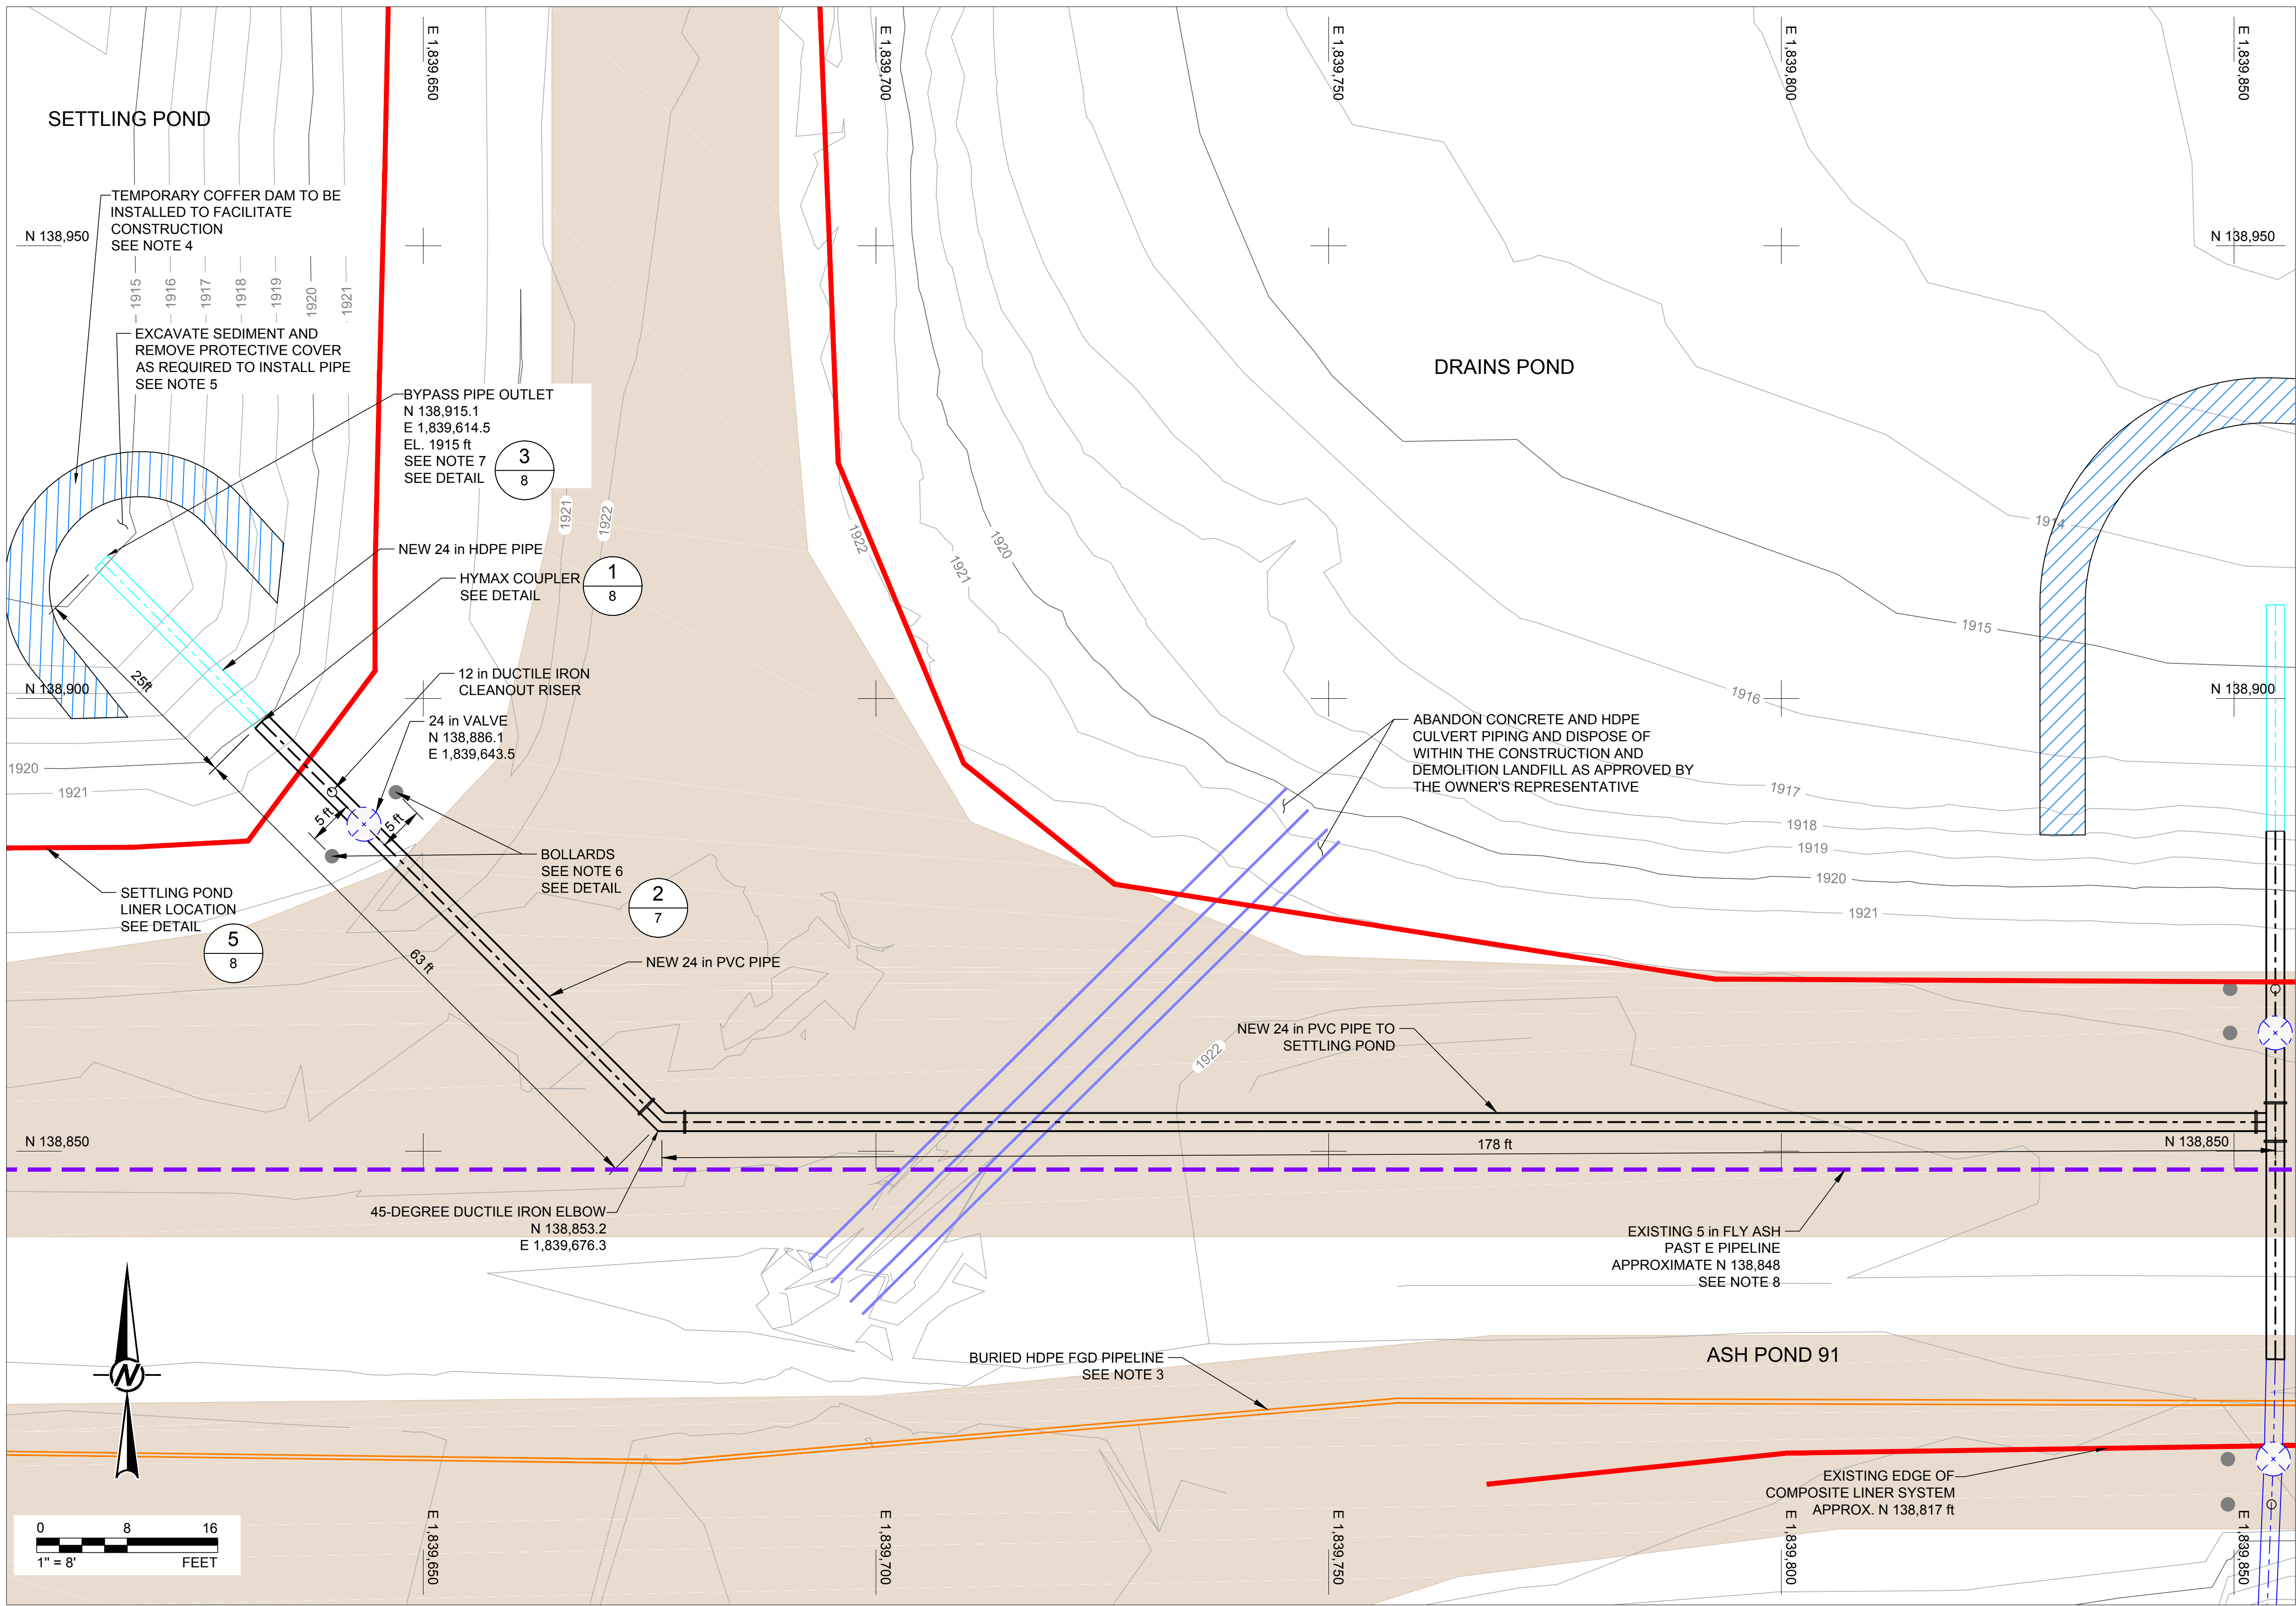 E 1,839,650
E 1,839,700
E 1,839,750
E 1,839,800
E 1,839,850
SETTLING POND
TEMPORARY COFFER DAM TO BE
INSTALLED TO FACILITATE
CONSTRUCTION
SEE NOTE 4
N 138,950
N 138,950
1915
1916
1917
1918
1919
1920
1921
EXCAVATE SEDIMENT AND
REMOVE PROTECTIVE COVER
AS REQUIRED TO INSTALL PIPE
SEE NOTE 5
DRAINS POND
BYPASS PIPE OUTLET
N 138,915.1
E 1,839,614.5
EL. 1915 ft
SEE NOTE 7
SEE DETAIL
3
8
1921
1922
1922
1920
1921
1914
NEW 24 in HDPE PIPE
HYMAX COUPLER
SEE DETAIL
1
8
1915
12 in DUCTILE IRON
CLEANOUT RISER
25ft
N 138,900
N 138,900
1916
24 in VALVE
N 138,886.1
E 1,839,643.5
ABANDON CONCRETE AND HDPE
CULVERT PIPING AND DISPOSE OF
WITHIN THE CONSTRUCTION AND
DEMOLITION LANDFILL AS APPROVED BY
THE OWNER'S REPRESENTATIVE
1920
1921
1917
1918
1919
1920
1921
5 ft
5 ft
BOLLARDS
SEE NOTE 6
SEE DETAIL
2
7
SETTLING POND
LINER LOCATION
SEE DETAIL
5
8
63 ft
NEW 24 in PVC PIPE
NEW 24 in PVC PIPE TO
SETTLING POND
1922
N 138,850
178 ft
N 138,850
45-DEGREE DUCTILE IRON ELBOW
N 138,853.2
E 1,839,676.3
EXISTING 5 in FLY ASH
PAST E PIPELINE
APPROXIMATE N 138,848
SEE NOTE 8
BURIED HDPE FGD PIPELINE
SEE NOTE 3
ASH POND 91
N
EXISTING EDGE OF
COMPOSITE LINER SYSTEM
APPROX. N 138,817 ft
0 8 16
1" = 8' FEET
E 1,839,650
E 1,839,700
E 1,839,750
E 1,839,800
E 1,839,850